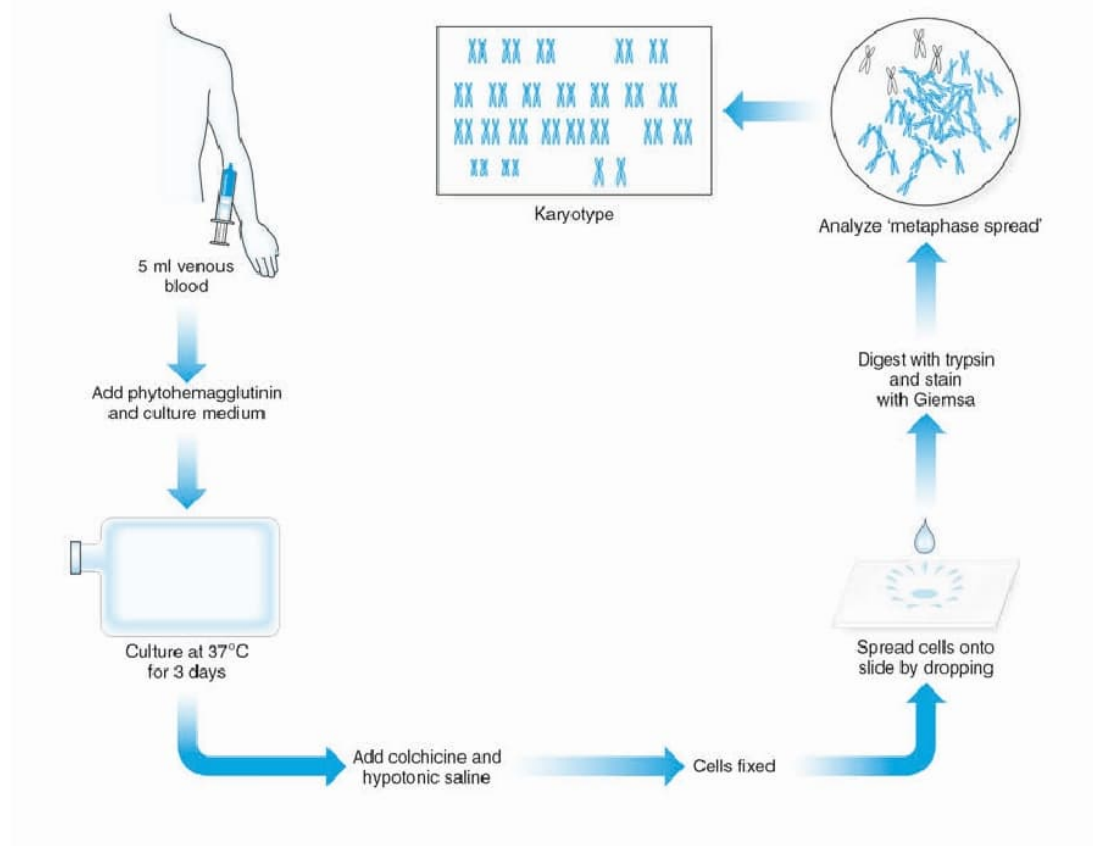 5 ml venous
blood
Add phytohemagglutinin
and culture medium
Culture at 37°C
for 3 days
Add colchicine and
hypotonic saline
Cells fixed
Spread cells onto
slide by dropping
Digest with trypsin
and stain
with Giemsa
Analyze ‘metaphase spread’
Karyotype